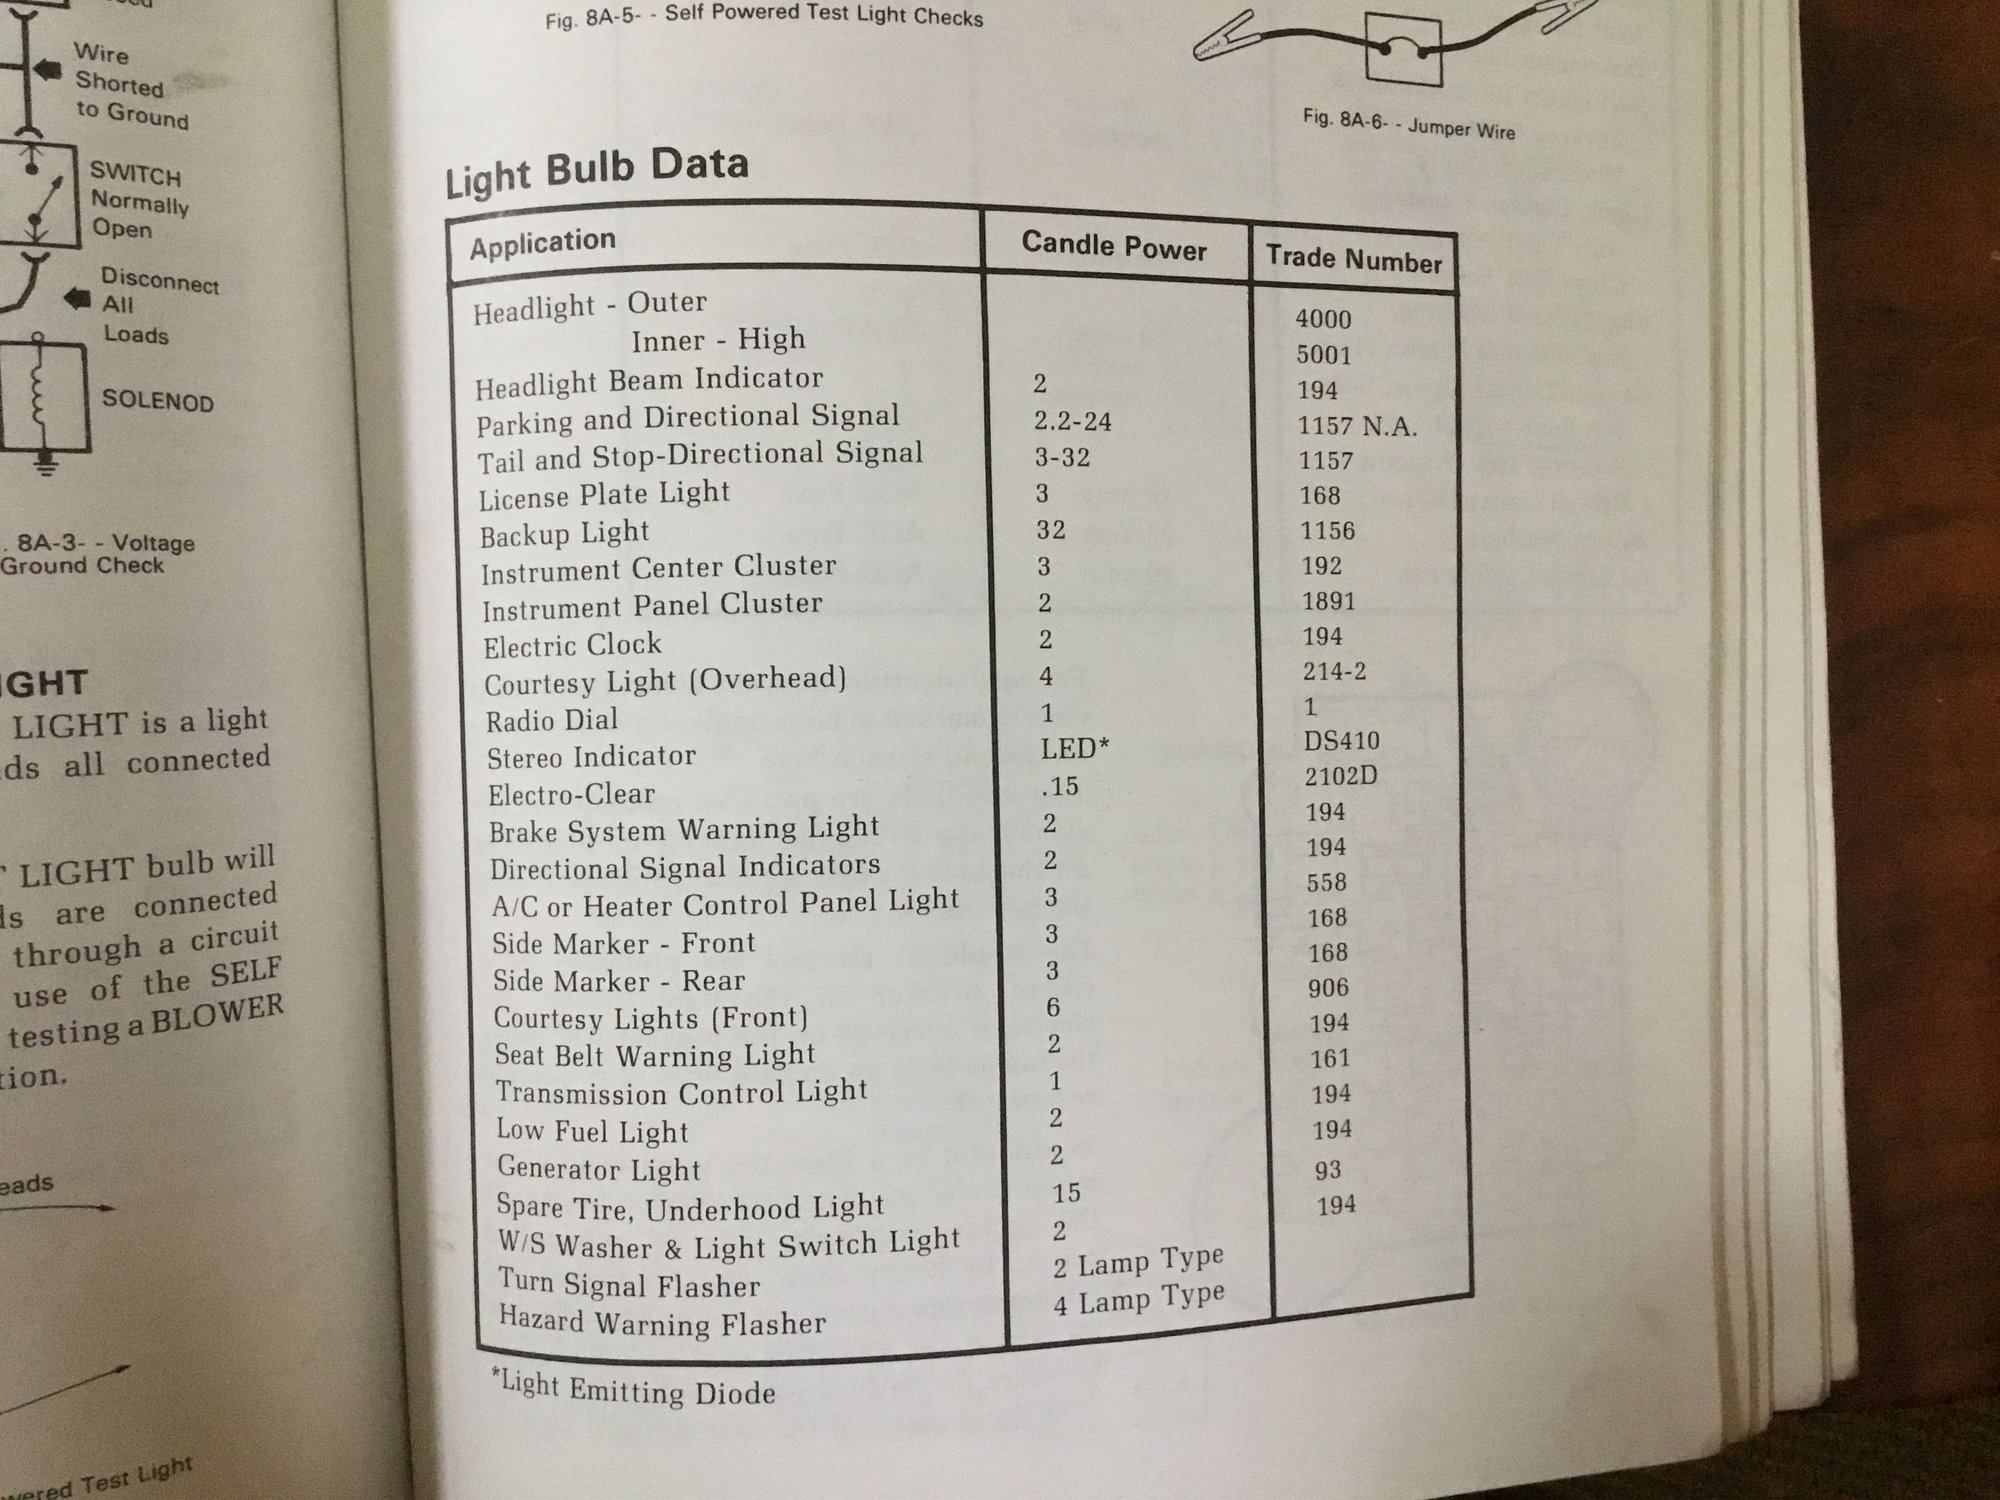 Wire
Shorted
to Ground
SWITCH
Normally
Open
Disconnect
All
Loads
SOLENOD
. 8A-3- - Voltage
Ground Check
LIGHT is a light
all connected
LIGHT bulb will
are connected
through a circuit
use of the SELF
testing a BLOWER
Test Light
Fig. 8A-5- - Self Powered Test Light Checks
Fig. 8A-6- - Jumper Wire
Light Bulb Data
Application Candle Power Trade Number
Headlight - Outer 4000
Inner - High 5001
Headlight Beam Indicator 2 194
Parking and Directional Signal 2.2-24 1157 N.A.
Tail and Stop-Directional Signal 3-32 1157
License Plate Light 3 168
Backup Light 32 1156
Instrument Center Cluster 3 192
Instrument Panel Cluster 2 1891
Electric Clock 2 194
Courtesy Light (Overhead) 4 214-2
Radio Dial 1 1
Stereo Indicator LED* DS410
Electro-Clear .15 2102D
Brake System Warning Light 2 194
Directional Signal Indicators 2 194
A/C or Heater Control Panel Light 3 558
Side Marker - Front 3 168
Side Marker - Rear 3 168
Courtesy Lights (Front) 6 906
Seat Belt Warning Light 2 194
Transmission Control Light 1 161
Low Fuel Light 2 194
Generator Light 2 194
Spare Tire, Underhood Light 15 93
W/S Washer & Light Switch Light 2 194
Turn Signal Flasher 2 Lamp Type
Hazard Warning Flasher 4 Lamp Type
*Light Emitting Diode